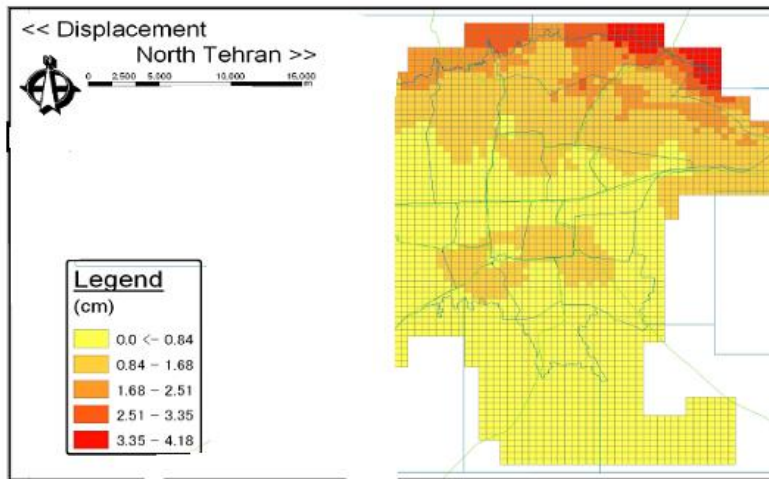 << Displacement
North Tehran >>
0 2,500 5,000 10,000 15,000
m
Legend
(cm)
0.0 <- 0.84
0.84 - 1.68
1.68 - 2.51
2.51 - 3.35
3.35 - 4.18